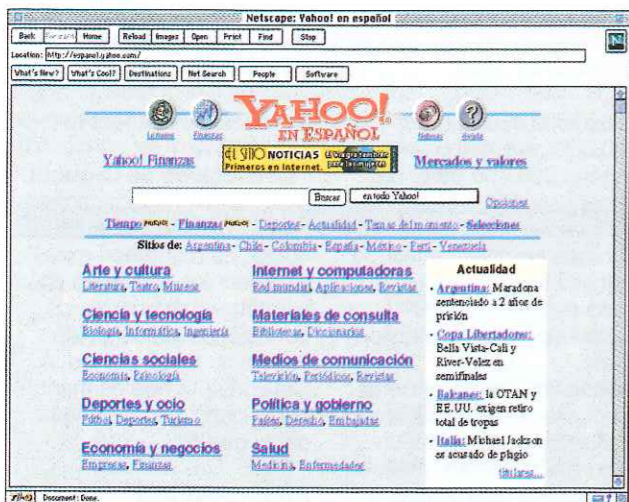 Netscape: Yahoo! en español
Back Forward Home Reload Images Open Print Find Stop N
Location: http://espanol.yahoo.com/
What's New? What's Cool? Destinations Net Search People Software
YAHOO!
EN ESPAÑOL
Finanzas Ayuda
Yahoo! Finanzas
EL SITIO NOTICIAS
Primeros en Internet.
Mercados y valores
Buscar en todo Yahoo! Opciones
Tiempo ¡NUEVO! - Finanzas ¡NUEVO! - Deportes - Actualidad - Temas del momento - Selecciones
Sitios de: Argentina - Chile - Colombia - España - México - Perú - Venezuela
Arte y cultura
Literatura, Teatro, Museos
Ciencia y tecnología
Biología, Informática, Ingeniería
Ciencias sociales
Economía, Psicología
Deportes y ocio
Fútbol, Deportes, Turismo
Economía y negocios
Empresas, Finanzas
Internet y computadoras
Red mundial, Aplicaciones, Revistas
Materiales de consulta
Bibliotecas, Diccionarios
Medios de comunicación
Televisión, Periódicos, Revistas
Política y gobierno
Países, Derecho, Embajadas
Salud
Medicina, Enfermedades
Actualidad
· Argentina: Maradona
sentenciado a 2 años de
prisión
· Copa Libertadores:
Bella Vista-Cali y
River-Velez en
semifinales
· Balcanes: la OTAN y
EE.UU. exigen retiro
total de tropas
· Italia: Michael Jackson
es acusado de plagio
titulares...
Document: Done.